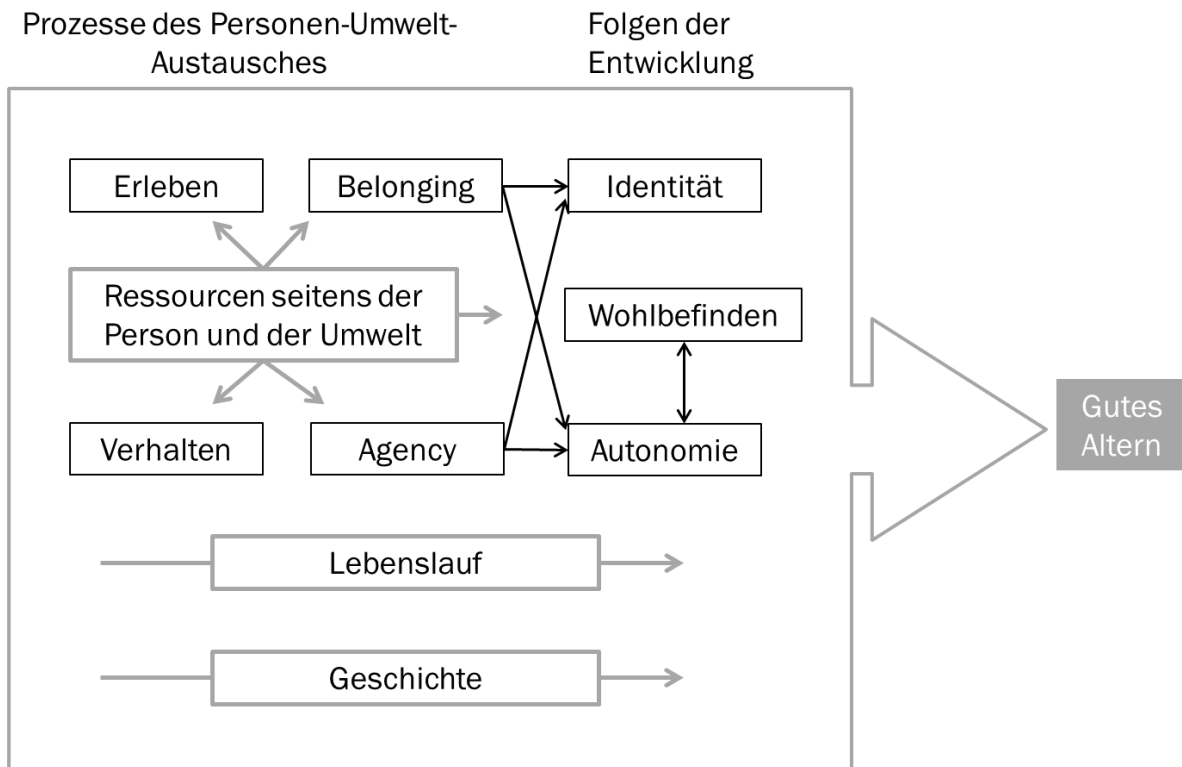 Prozesse des Personen-Umwelt-
Austausches
Folgen der
Entwicklung
Erleben
Belonging
Identität
Ressourcen seitens der
Person und der Umwelt
Wohlbefinden
Verhalten
Agency
Autonomie
Gutes
Altern
Lebenslauf
Geschichte